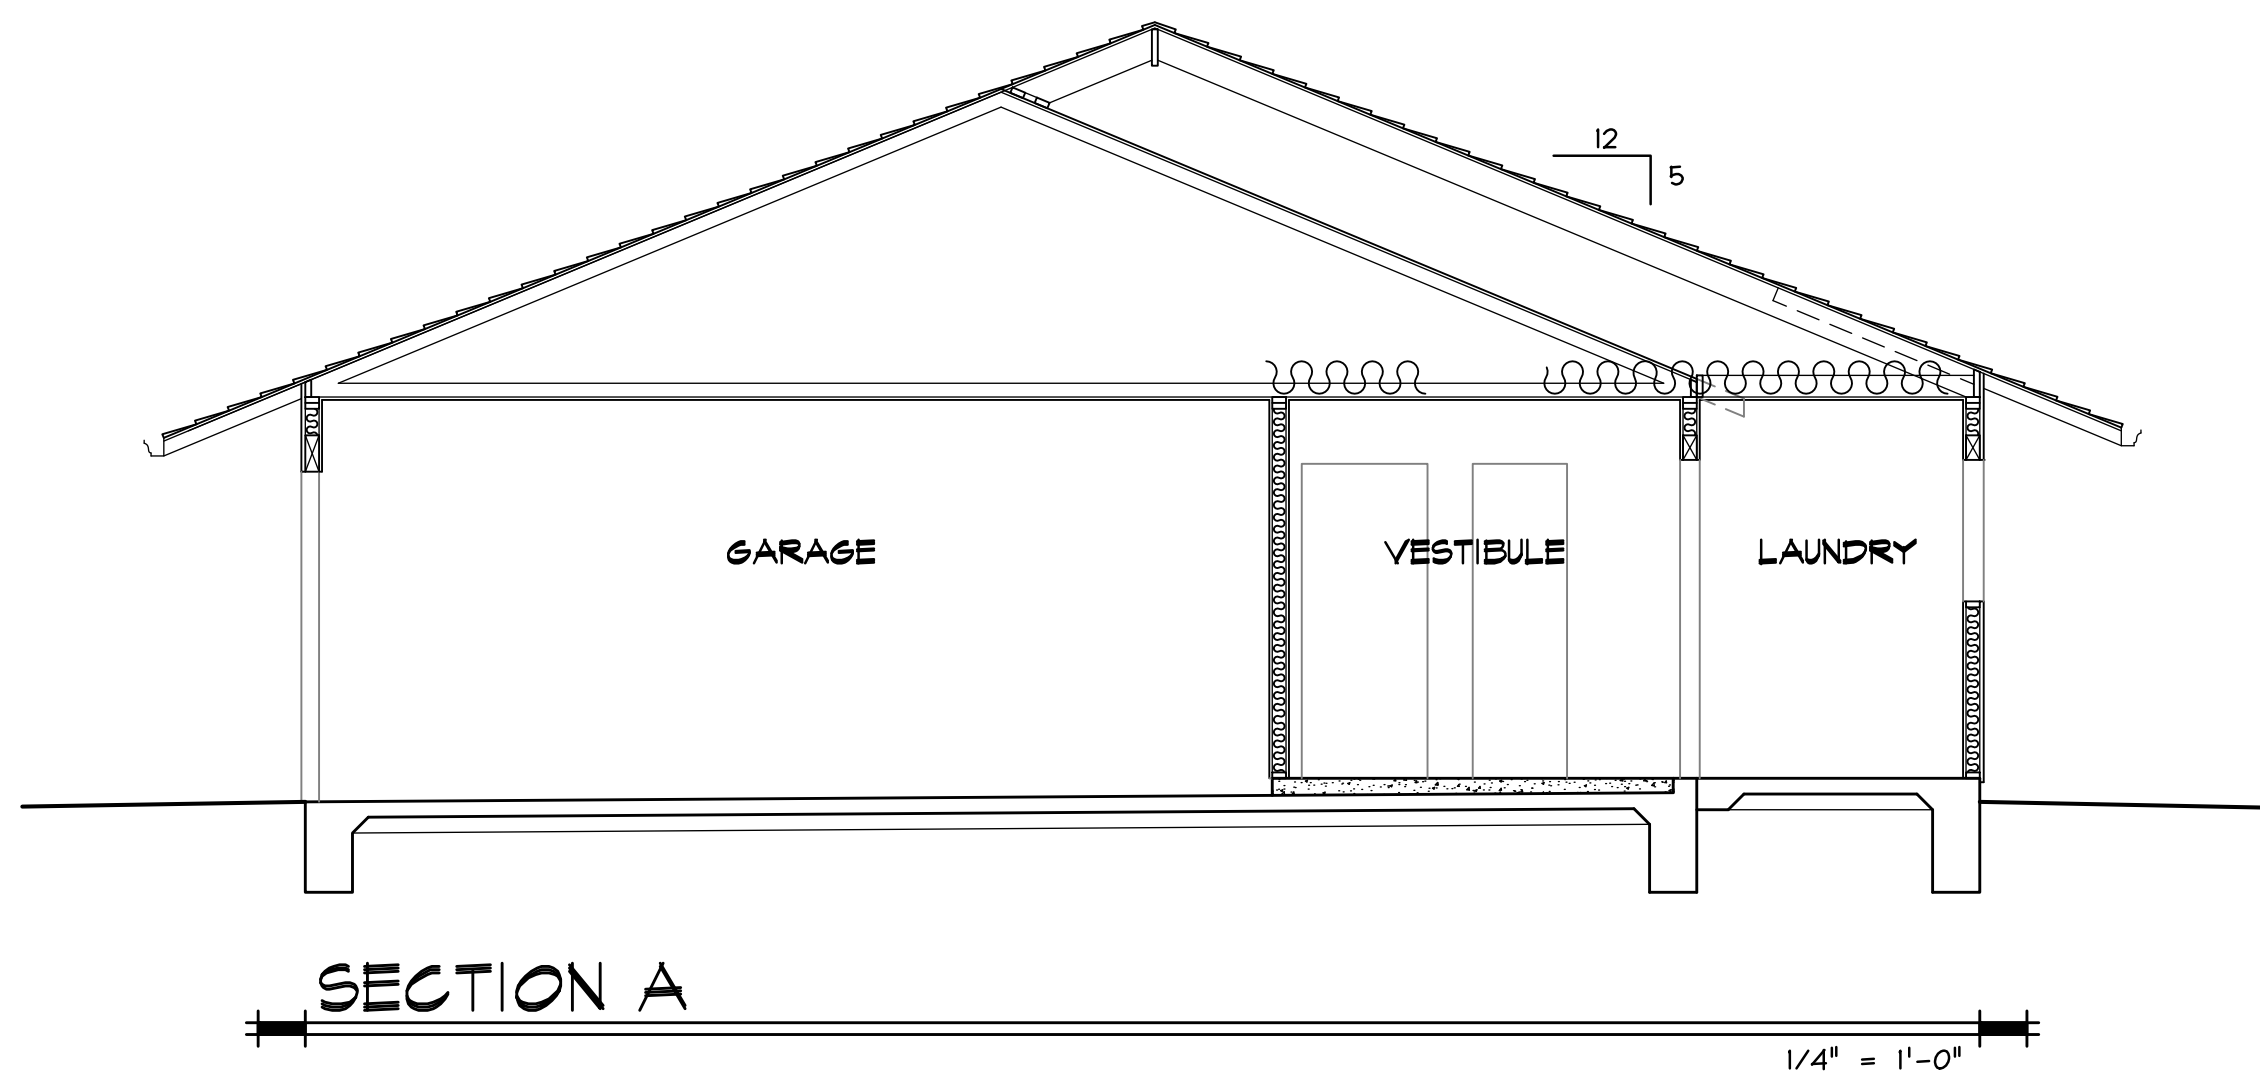 12
5
GARAGE
VESTIBULE
LAUNDRY
SECTION A
1/4" = 1'-0"